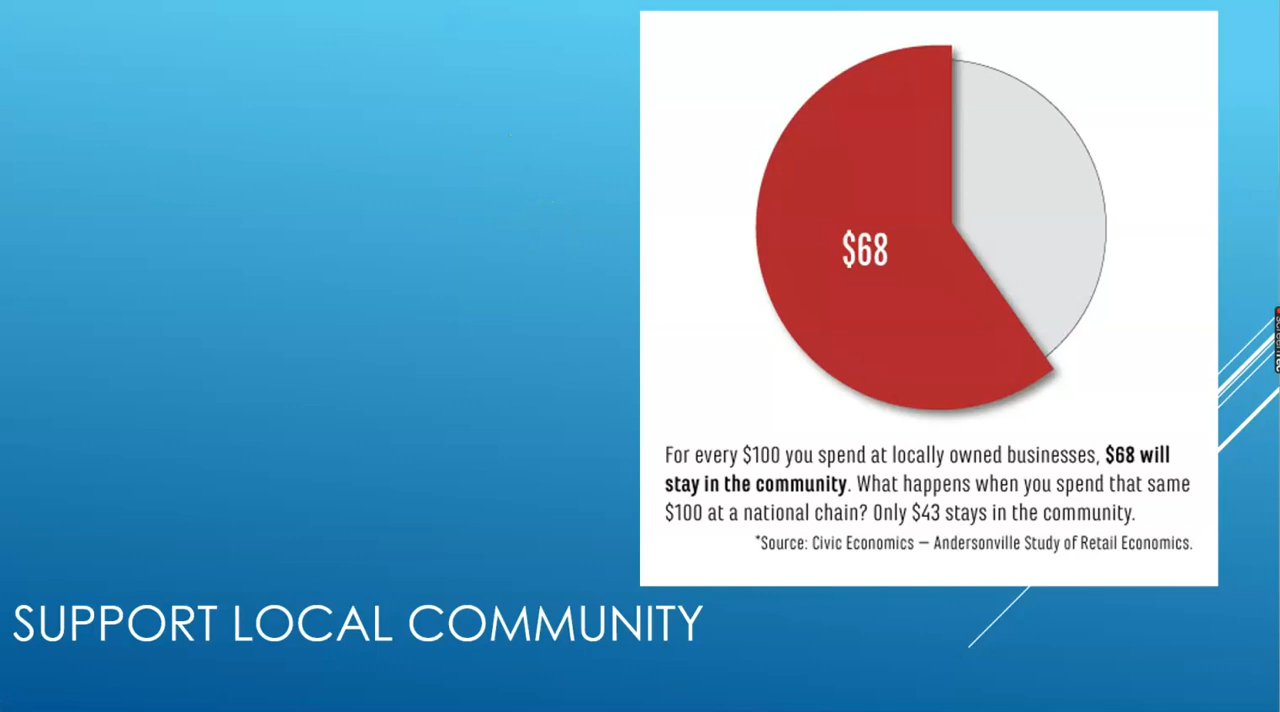 $68
For every $100 you spend at locally owned businesses, $68 will
stay in the community. What happens when you spend that same
$100 at a national chain? Only $43 stays in the community.
*Source: Civic Economics – Andersonville Study of Retail Economics.
SUPPORT LOCAL COMMUNITY